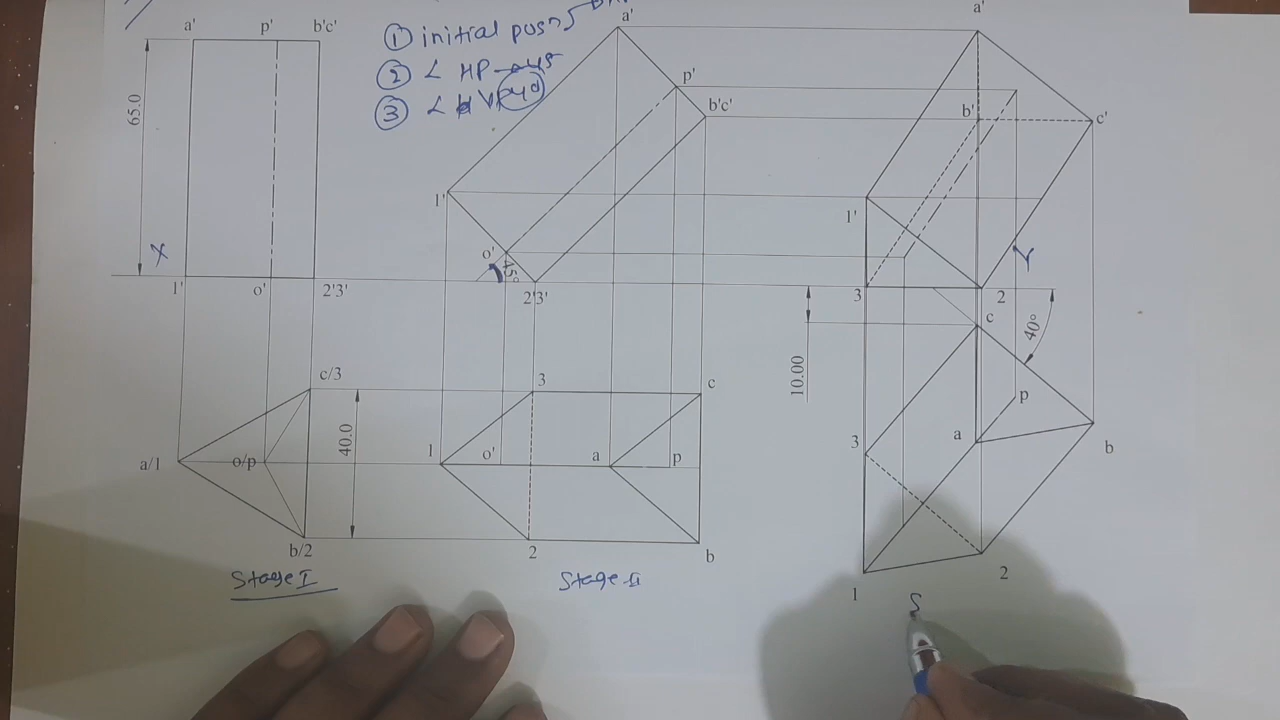 a' p' b'c'
① initial posn
② ∠ HP 45
③ ∠ VP 40
65.0
X
1' o' 2'3'
a'
p'
b'c'
1'
o'
45°
2'3'
a'
b' c'
1'
Y
3 2
40°
10.00
c/3
a/1 o/p 40.0
b/2
Stage I
3 c
1 o' a p
2 b
Stage II
c
p
3 a b
2
1
S